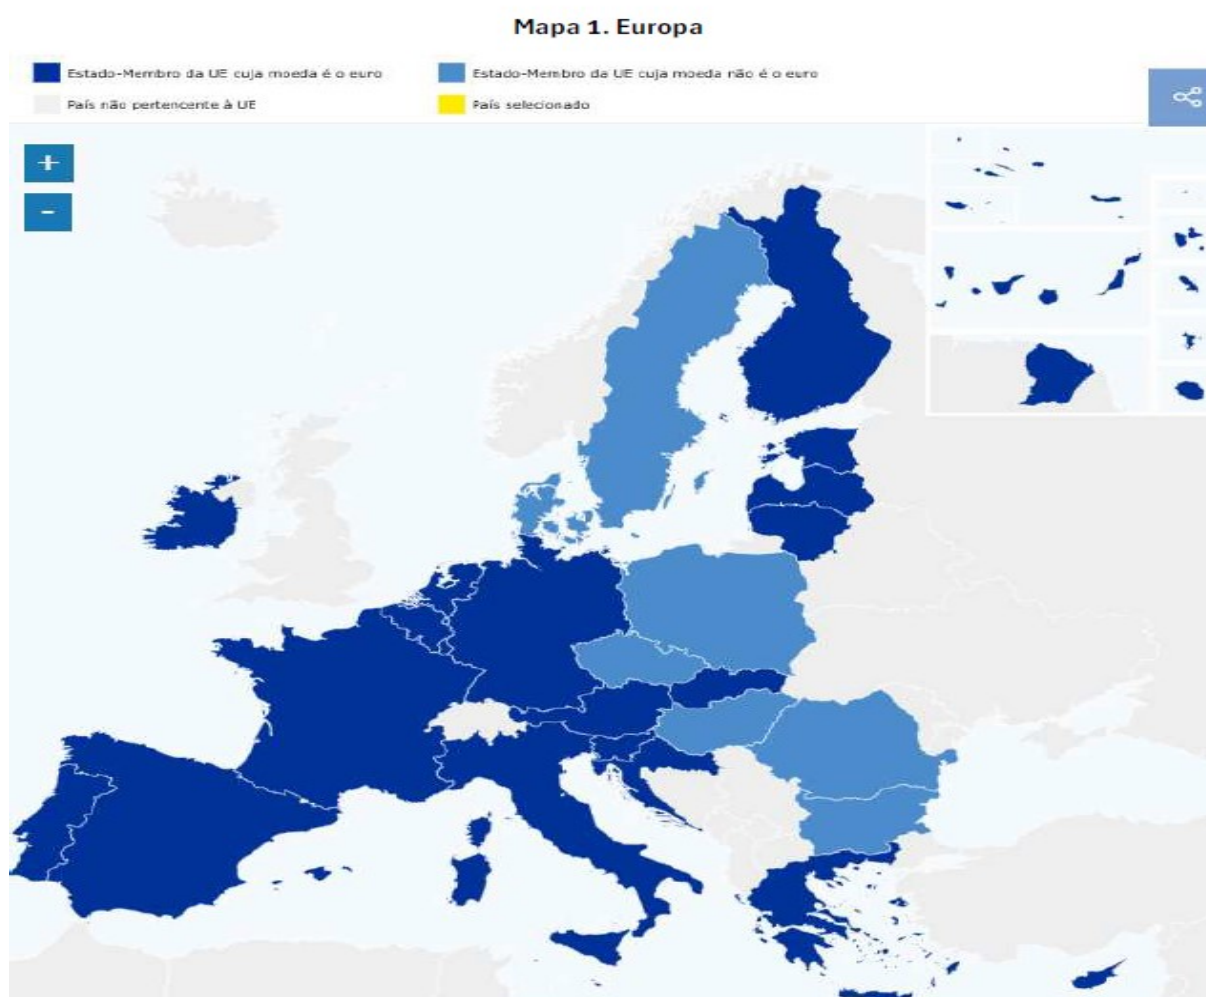 Mapa 1. Europa
Estado-Membro da UE cuja moeda é o euro
Estado-Membro da UE cuja moeda não é o euro
País não pertencente à UE
País selecionado
+
-